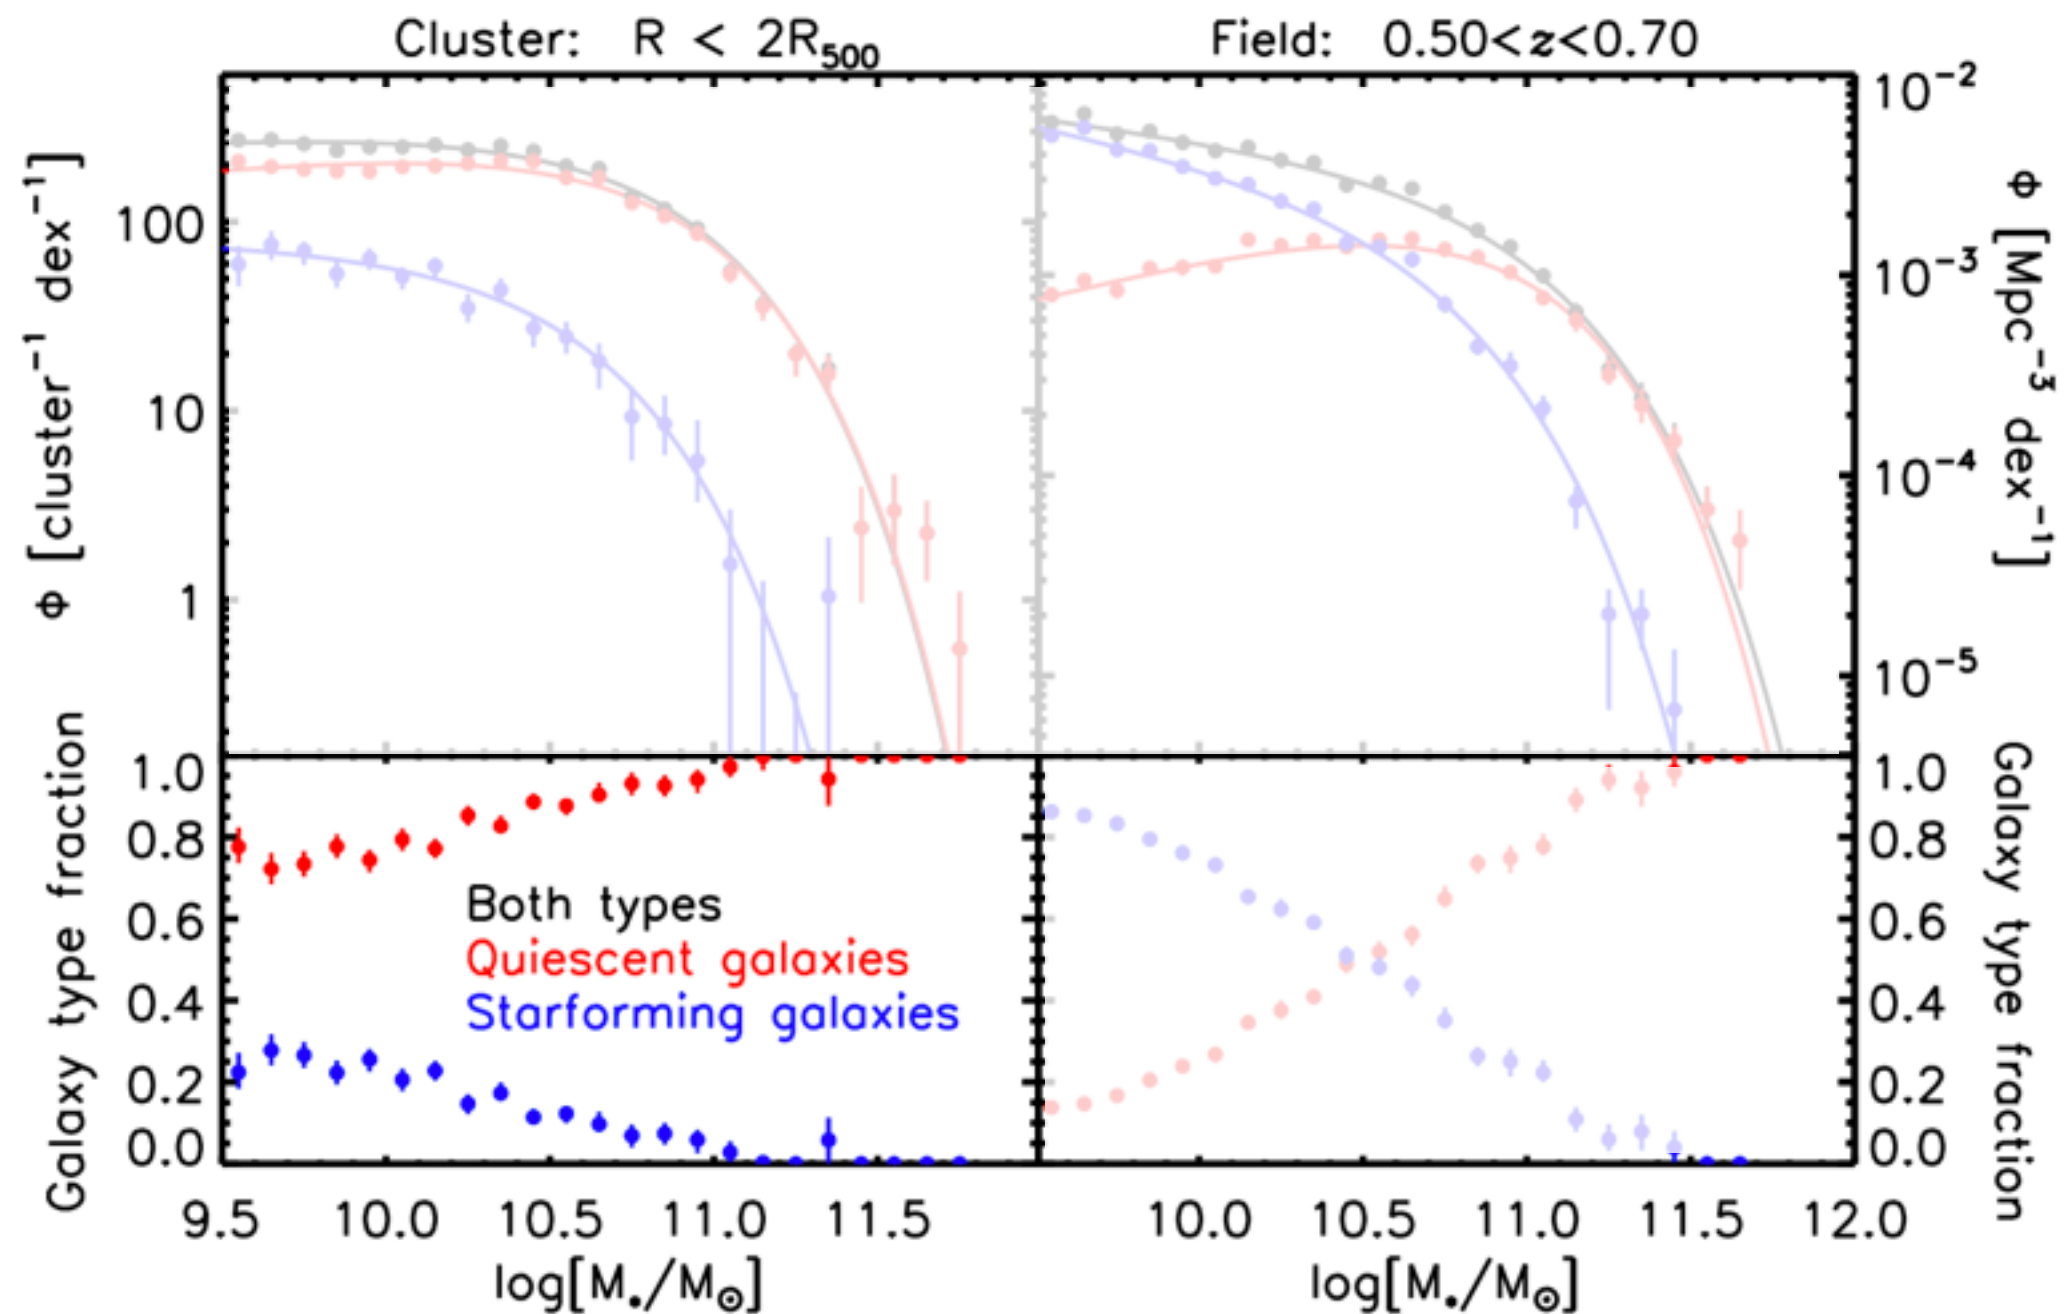 Cluster: R < 2R₅₀₀
Field: 0.50<z<0.70
Φ [cluster⁻¹ dex⁻¹]
100
10
1
10⁻²
10⁻³
10⁻⁴
10⁻⁵
Φ [Mpc⁻³ dex⁻¹]
Galaxy type fraction
1.0
0.8
0.6
0.4
0.2
0.0
Both types
Quiescent galaxies
Starforming galaxies
1.0
0.8
0.6
0.4
0.2
0.0
Galaxy type fraction
9.5 10.0 10.5 11.0 11.5
10.0 10.5 11.0 11.5 12.0
log[M⋆/M⊙]
log[M⋆/M⊙]